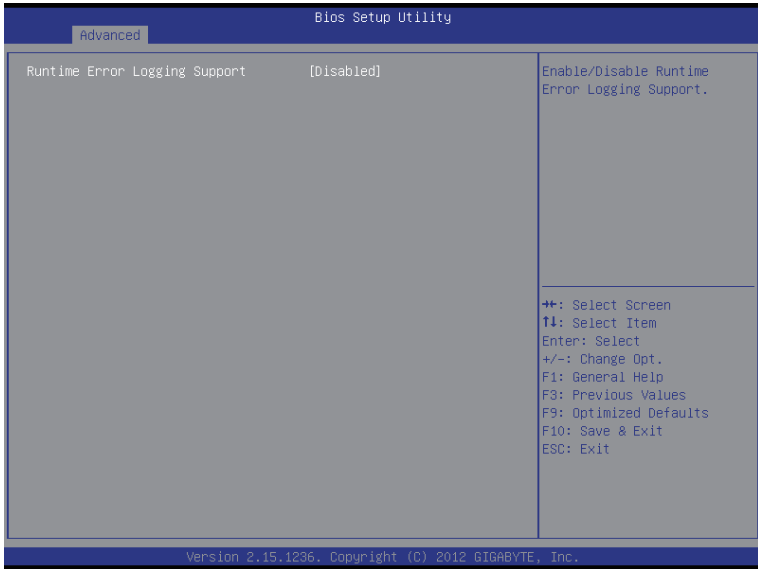 Bios Setup Utility
Advanced
Runtime Error Logging Support [Disabled]
Enable/Disable Runtime
Error Logging Support.
→←: Select Screen
↑↓: Select Item
Enter: Select
+/-: Change Opt.
F1: General Help
F3: Previous Values
F9: Optimized Defaults
F10: Save & Exit
ESC: Exit
Version 2.15.1236. Copyright (C) 2012 GIGABYTE, Inc.